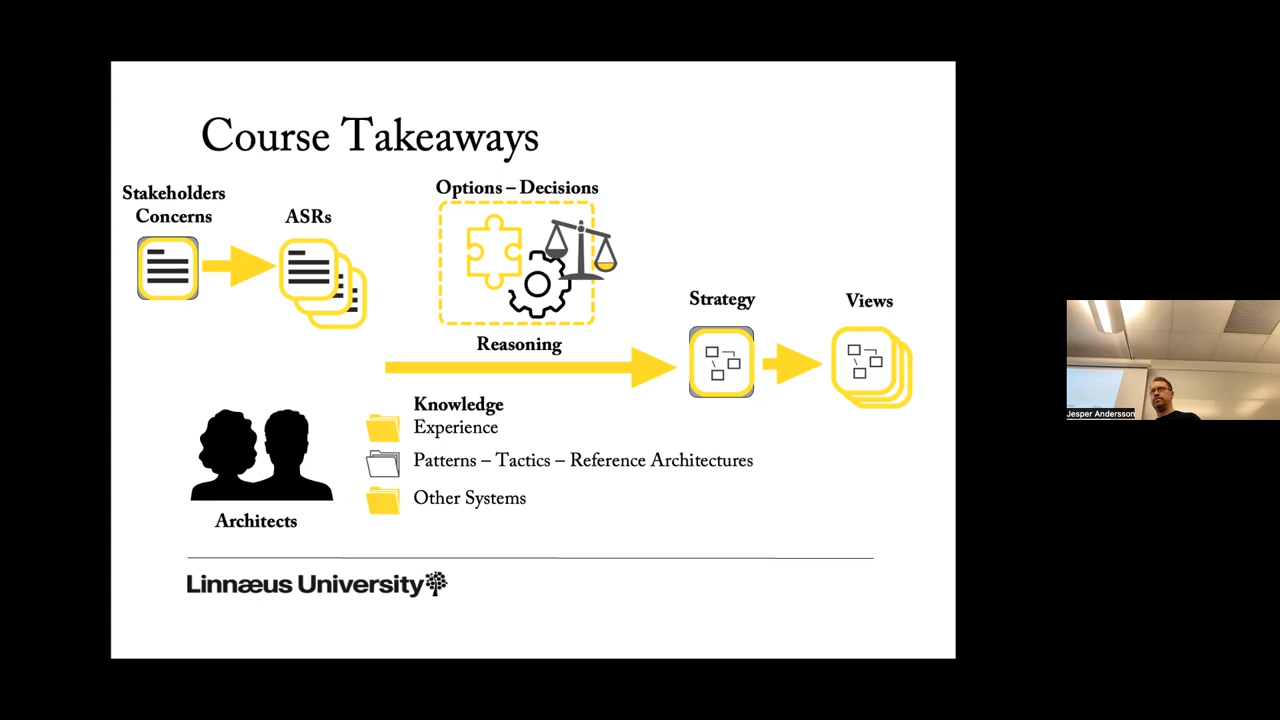 Course Takeaways
Stakeholders
Concerns
ASRs
Options – Decisions
Reasoning
Strategy
Views
Knowledge
Experience
Patterns – Tactics – Reference Architectures
Other Systems
Architects
Linnæus University
Jesper Andersson